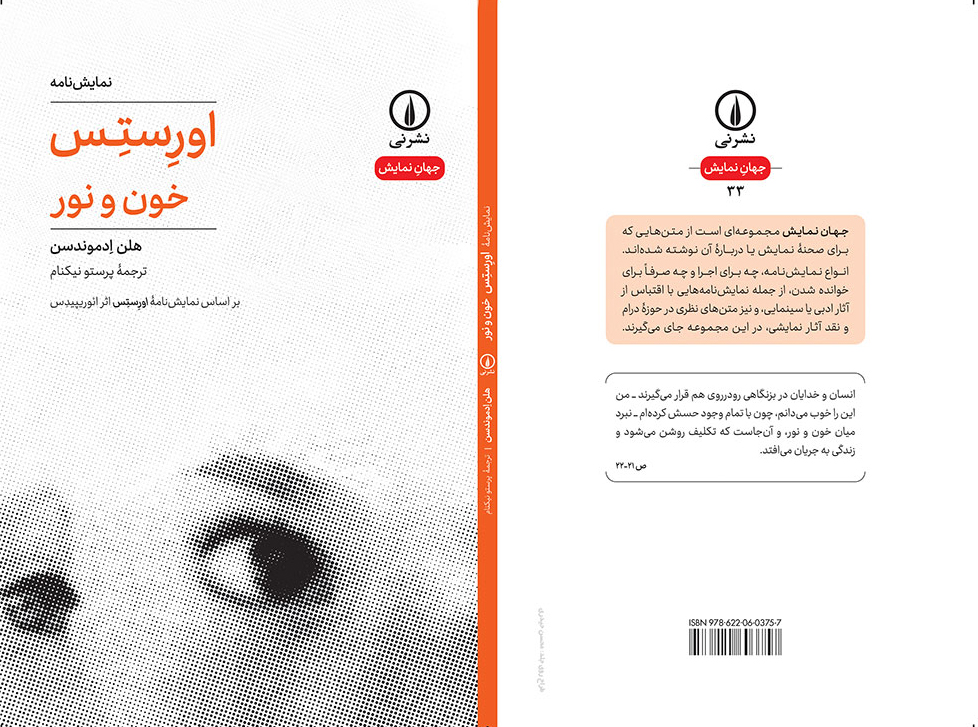 نمایش‌نامه
اورِستِس
خون و نور
هلن اِدموندسن
ترجمهٔ پرستو نیکنام
بر اساس نمایش‌نامهٔ اورِستِس اثر ائوریپیدِس
نشرنی
جهانِ نمایش
نمایش‌نامهٔ اورِستِس خون و نور
هلن اِدموندسن | ترجمهٔ پرستو نیکنام
نشرنی
جهانِ نمایش
۳۳
جهان نمایش مجموعه‌ای است از متن‌هایی که
برای صحنهٔ نمایش یا دربارهٔ آن نوشته شده‌اند.
انواع نمایش‌نامه، چه برای اجرا و چه صرفاً برای
خوانده شدن، از جمله نمایش‌نامه‌هایی با اقتباس از
آثار ادبی یا سینمایی، و نیز متن‌های نظری در حوزهٔ درام
و نقد آثار نمایشی، در این مجموعه جای می‌گیرند.
انسان و خدایان در بزنگاهی رودرروی هم قرار می‌گیرند ـ من
این را خوب می‌دانم، چون با تمام وجود حسش کرده‌ام ـ نبرد
میان خون و نور، و آن‌جاست که تکلیف روشن می‌شود و
زندگی به جریان می‌افتد.
ص ۲۱-۲۲
ISBN 978-622-06-0375-7